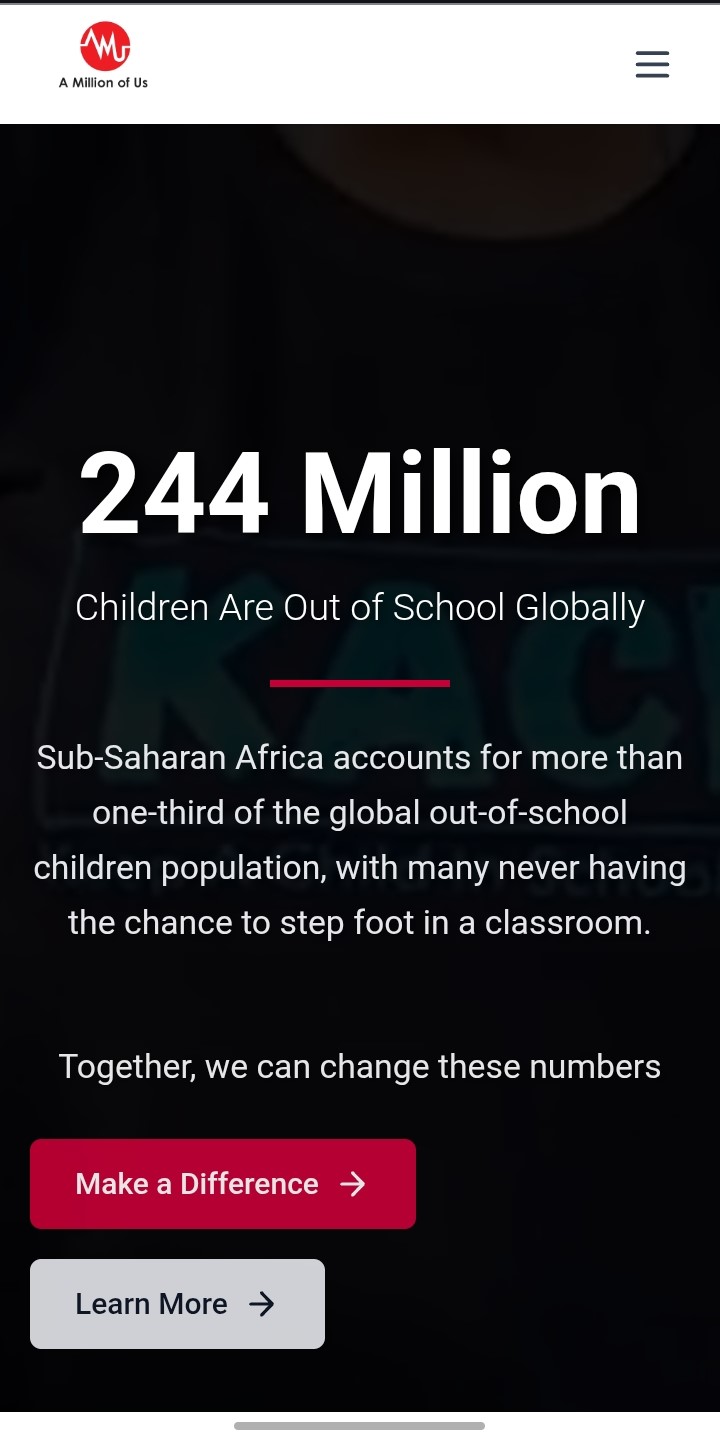 A Million of Us
244 Million
Children Are Out of School Globally
KAC
Sub-Saharan Africa accounts for more than
one-third of the global out-of-school
children population, with many never having
the chance to step foot in a classroom.
Together, we can change these numbers
Make a Difference →
Learn More →